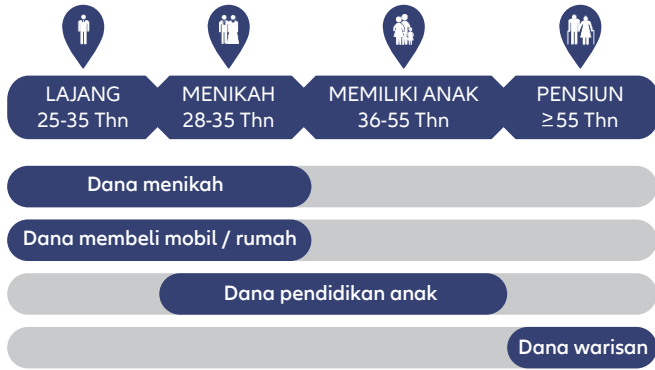 LAJANG
25-35 Thn
MENIKAH
28-35 Thn
MEMILIKI ANAK
36-55 Thn
PENSIUN
≥55 Thn
Dana menikah
Dana membeli mobil / rumah
Dana pendidikan anak
Dana warisan